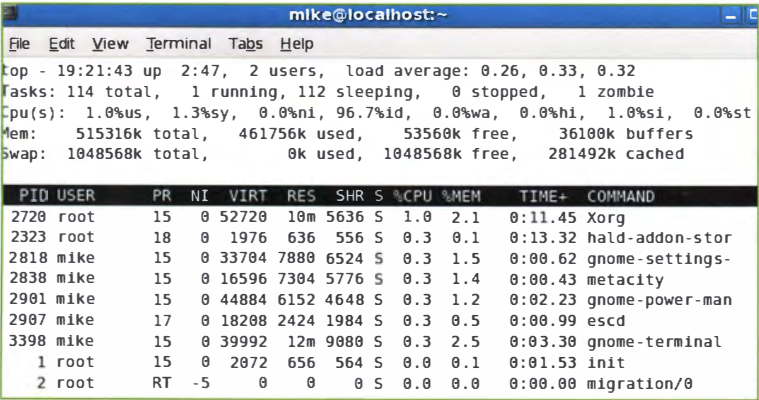 mike@localhost:~
File Edit View Terminal Tabs Help
top - 19:21:43 up 2:47, 2 users, load average: 0.26, 0.33, 0.32
Tasks: 114 total, 1 running, 112 sleeping, 0 stopped, 1 zombie
Cpu(s): 1.0%us, 1.3%sy, 0.0%ni, 96.7%id, 0.0%wa, 0.0%hi, 1.0%si, 0.0%st
Mem: 515316k total, 461756k used, 53560k free, 36100k buffers
Swap: 1048568k total, 0k used, 1048568k free, 281492k cached
PID USER PR NI VIRT RES SHR S %CPU %MEM TIME+ COMMAND
2720 root 15 0 52720 10m 5636 S 1.0 2.1 0:11.45 Xorg
2323 root 18 0 1976 636 556 S 0.3 0.1 0:13.32 hald-addon-stor
2818 mike 15 0 33704 7880 6524 S 0.3 1.5 0:00.62 gnome-settings-
2838 mike 15 0 16596 7304 5776 S 0.3 1.4 0:00.43 metacity
2901 mike 15 0 44884 6152 4648 S 0.3 1.2 0:02.23 gnome-power-man
2907 mike 17 0 18208 2424 1984 S 0.3 0.5 0:00.99 escd
3398 mike 15 0 39992 12m 9080 S 0.3 2.5 0:03.30 gnome-terminal
1 root 15 0 2072 656 564 S 0.0 0.1 0:01.53 init
2 root RT -5 0 0 0 S 0.0 0.0 0:00.00 migration/0